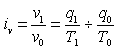 i_v = v_1/v_0 = q_1/T_1 ÷ q_0/T_0